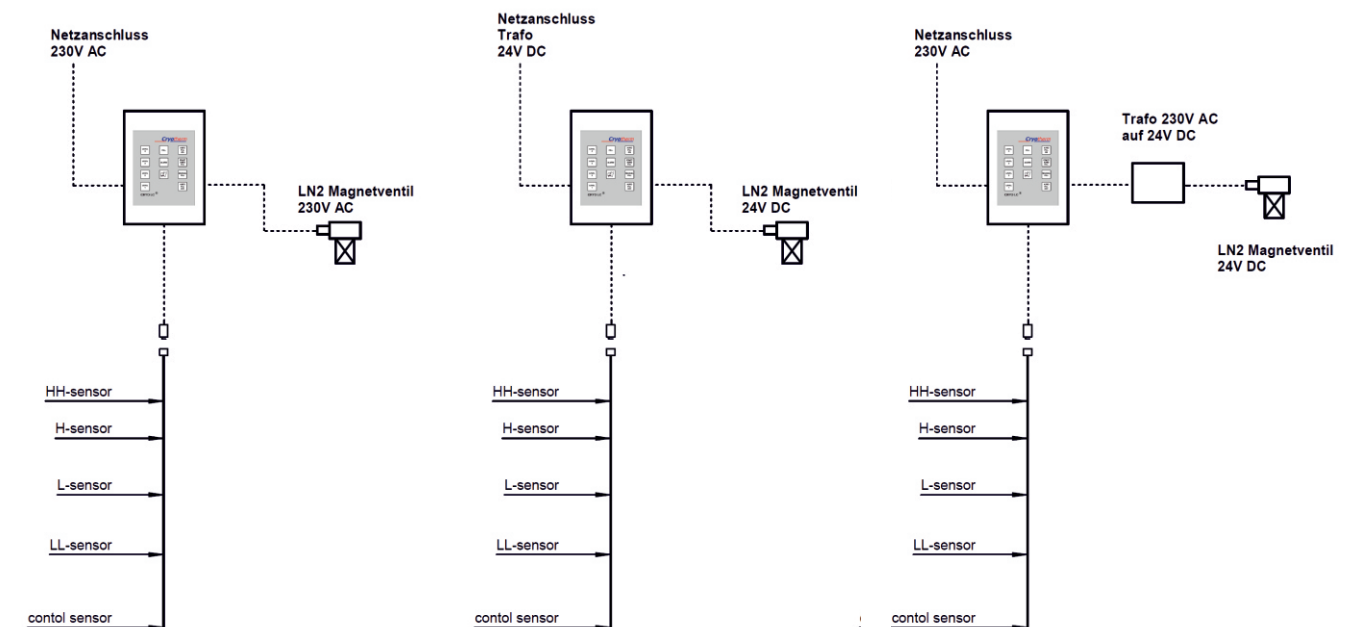 Netzanschluss
230V AC
LN2 Magnetventil
230V AC
HH-sensor
H-sensor
L-sensor
LL-sensor
contol sensor
Netzanschluss
Trafo
24V DC
LN2 Magnetventil
24V DC
HH-sensor
H-sensor
L-sensor
LL-sensor
contol sensor
Netzanschluss
230V AC
Trafo 230V AC
auf 24V DC
LN2 Magnetventil
24V DC
HH-sensor
H-sensor
L-sensor
LL-sensor
contol sensor